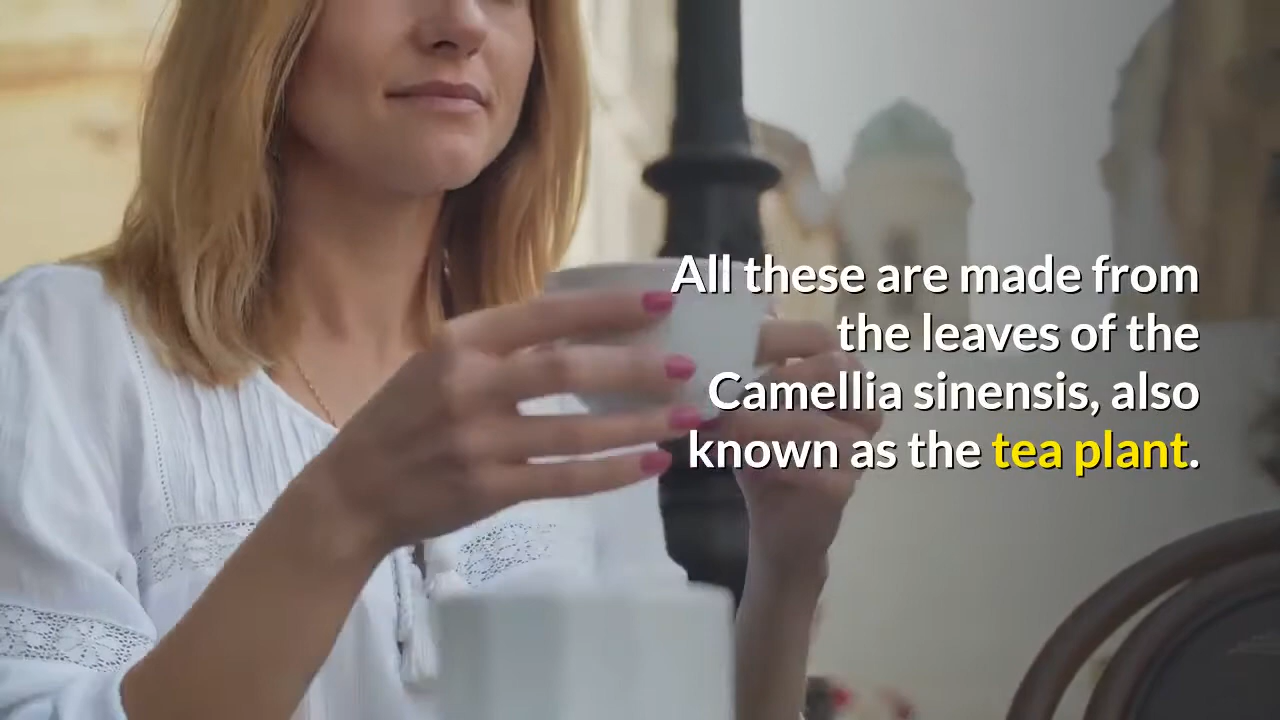 All these are made from
the leaves of the
Camellia sinensis, also
known as the tea plant.